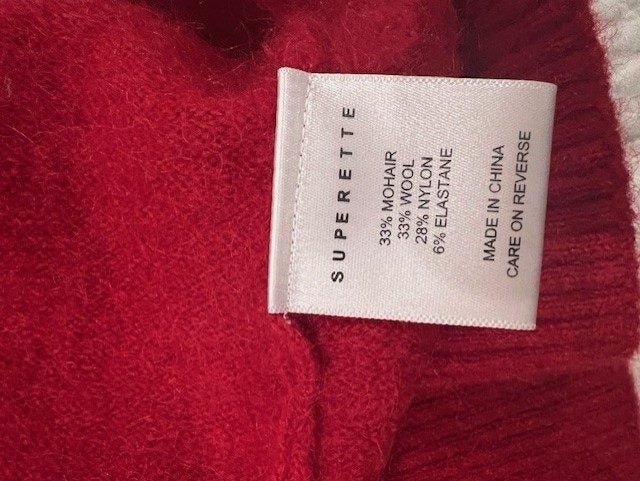 SUPERETTE
33% MOHAIR
33% WOOL
28% NYLON
6% ELASTANE
MADE IN CHINA
CARE ON REVERSE